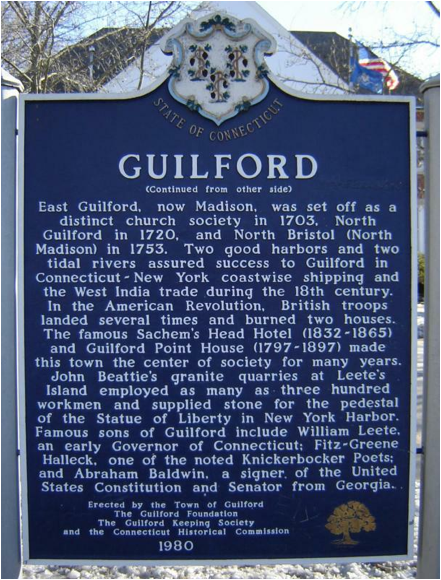 STATE OF CONNECTICUT
GUILFORD
(Continued from other side)
East Guilford, now Madison, was set off as a
distinct church society in 1703, North
Guilford in 1720, and North Bristol (North
Madison) in 1753. Two good harbors and two
tidal rivers assured success to Guilford in
Connecticut-New York coastwise shipping and
the West India trade during the 18th century.
In the American Revolution, British troops
landed several times and burned two houses.
The famous Sachem's Head Hotel (1832-1865)
and Guilford Point House (1797-1897) made
this town the center of society for many years.
John Beattie's granite quarries at Leete's
Island employed as many as three hundred
workmen and supplied stone for the pedestal
of the Statue of Liberty in New York Harbor.
Famous sons of Guilford include William Leete,
an early Governor of Connecticut; Fitz-Greene
Halleck, one of the noted Knickerbocker Poets;
and Abraham Baldwin, a signer of the United
States Constitution and Senator from Georgia.
Erected by the Town of Guilford
The Guilford Foundation
The Guilford Keeping Society
and the Connecticut Historical Commission
1980